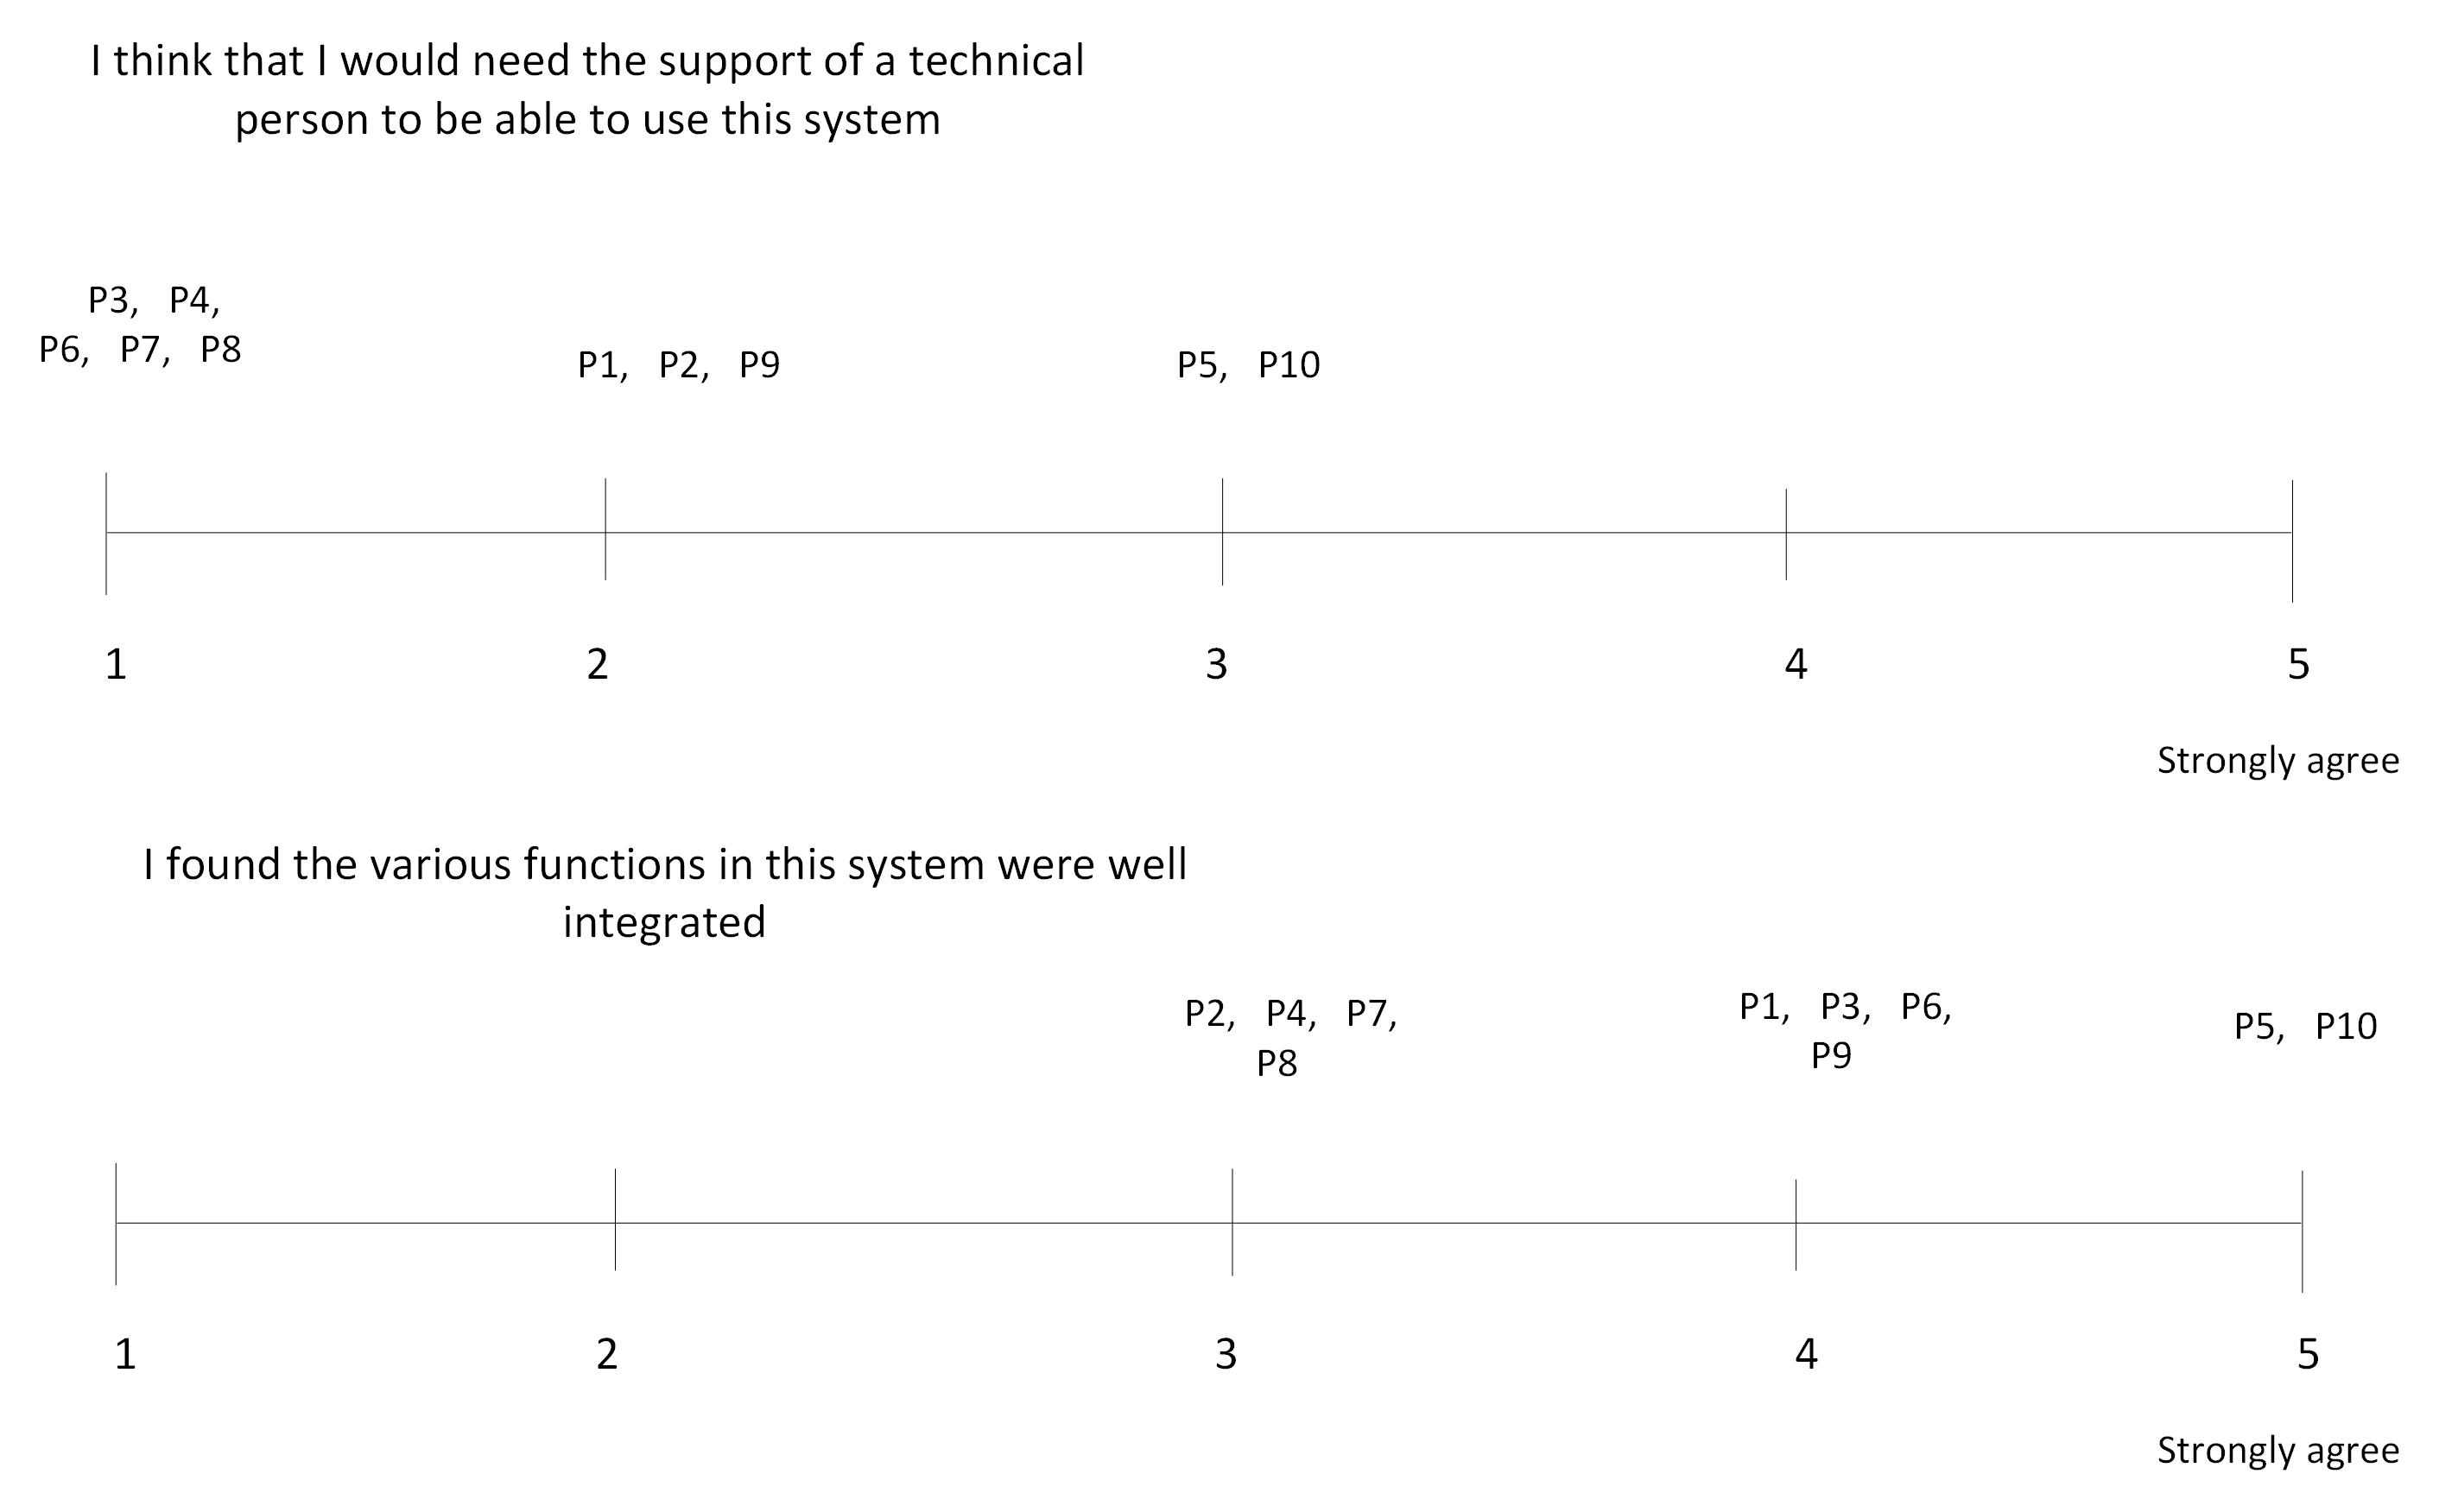 I think that I would need the support of a technical
person to be able to use this system
P3, P4,
P6, P7, P8
P1, P2, P9
P5, P10
1 2 3 4 5
Strongly agree
I found the various functions in this system were well
integrated
P2, P4, P7,
P8
P1, P3, P6,
P9
P5, P10
1 2 3 4 5
Strongly agree